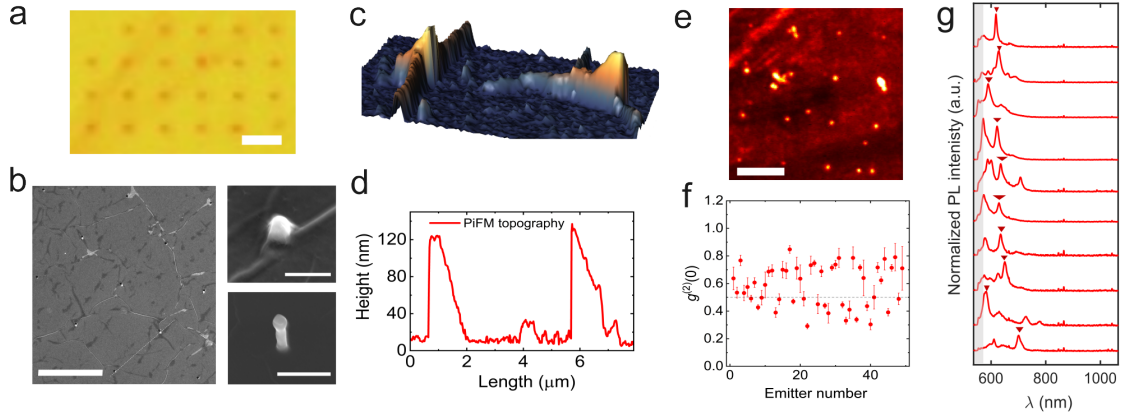 a
b
c
d
PiFM topography
Height (nm)
120
80
40
0
2
4
6
Length (μm)
e
f
g⁽²⁾(0)
1.2
1.0
0.8
0.6
0.4
0.2
0.0
0
20
40
Emitter number
g
Normalized PL intenisty (a.u.)
600
800
1000
λ (nm)